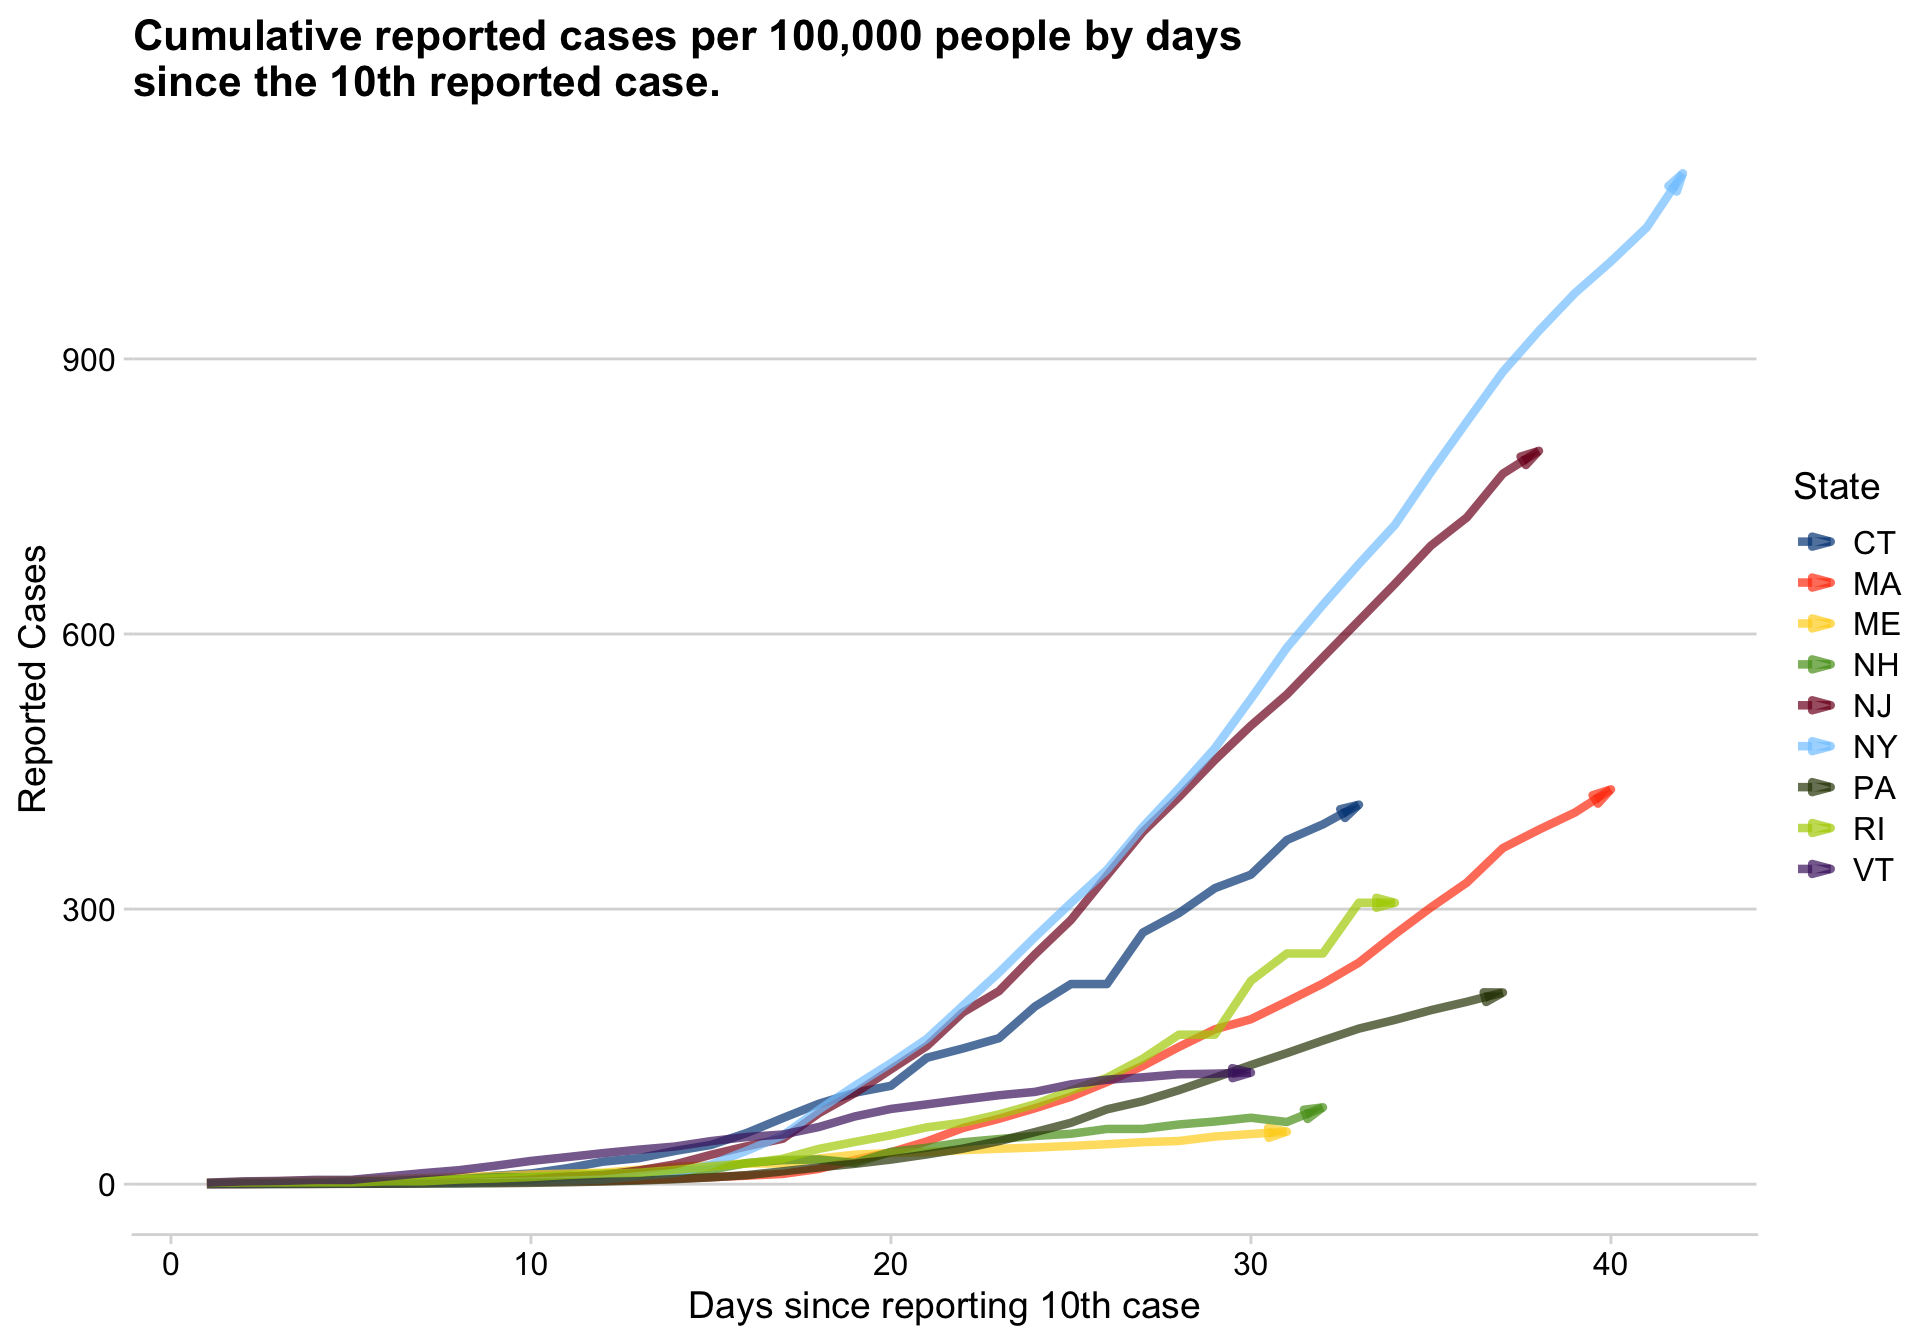 Cumulative reported cases per 100,000 people by days
since the 10th reported case.
900
600
300
0
Reported Cases
0 10 20 30 40
Days since reporting 10th case
State
CT
MA
ME
NH
NJ
NY
PA
RI
VT